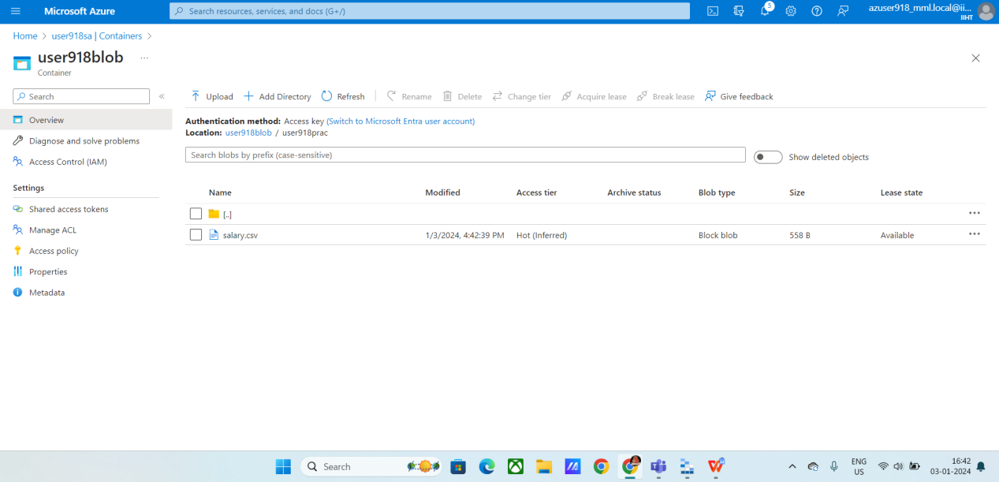 Microsoft Azure
Search resources, services, and docs (G+/)
5
azuser918_mml.local@ii...
IIHT
Home > user918sa | Containers >
user918blob ...
Container
Search
«
Upload
Add Directory
Refresh
Rename
Delete
Change tier
Acquire lease
Break lease
Give feedback
Overview
Diagnose and solve problems
Access Control (IAM)
Settings
Shared access tokens
Manage ACL
Access policy
Properties
Metadata
Authentication method: Access key (Switch to Microsoft Entra user account)
Location: user918blob / user918prac
Search blobs by prefix (case-sensitive)
Show deleted objects
Name Modified Access tier Archive status Blob type Size Lease state
[..]
salary.csv 1/3/2024, 4:42:39 PM Hot (Inferred) Block blob 558 B Available
Search
ENG
US
16:42
03-01-2024